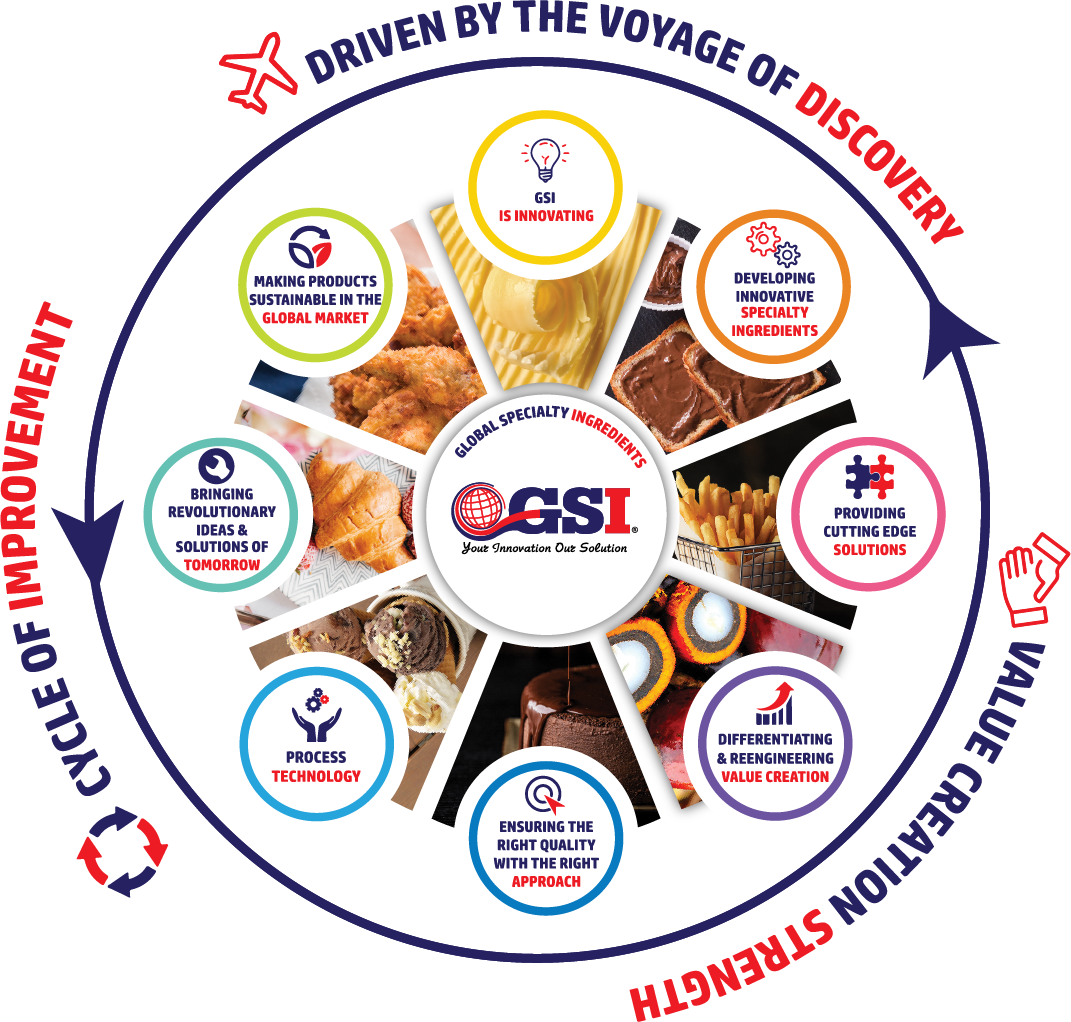 DRIVEN BY THE VOYAGE OF DISCOVERY
GSI
IS INNOVATING
DEVELOPING
INNOVATIVE
SPECIALTY
INGREDIENTS
PROVIDING
CUTTING EDGE
SOLUTIONS
DIFFERENTIATING
& REENGINEERING
VALUE CREATION
ENSURING THE
RIGHT QUALITY
WITH THE RIGHT
APPROACH
PROCESS
TECHNOLOGY
BRINGING
REVOLUTIONARY
IDEAS &
SOLUTIONS OF
TOMORROW
MAKING PRODUCTS
SUSTAINABLE IN THE
GLOBAL MARKET
GLOBAL SPECIALTY INGREDIENTS
GSI®
Your Innovation Our Solution
VALUE CREATION STRENGTH
CYCLE OF IMPROVEMENT